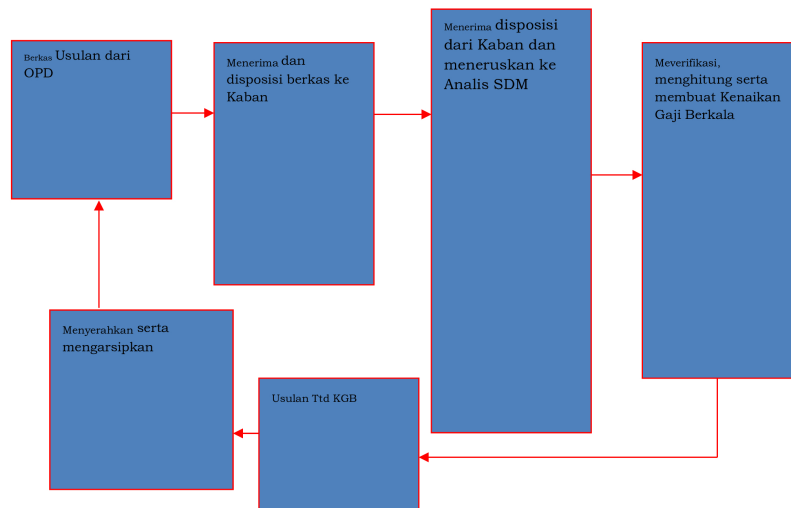 Berkas Usulan dari
OPD
Menerima dan
disposisi berkas ke
Kaban
Menerima disposisi
dari Kaban dan
meneruskan ke
Analis SDM
Meverifikasi,
menghitung serta
membuat Kenaikan
Gaji Berkala
Usulan Ttd KGB
Menyerahkan serta
mengarsipkan